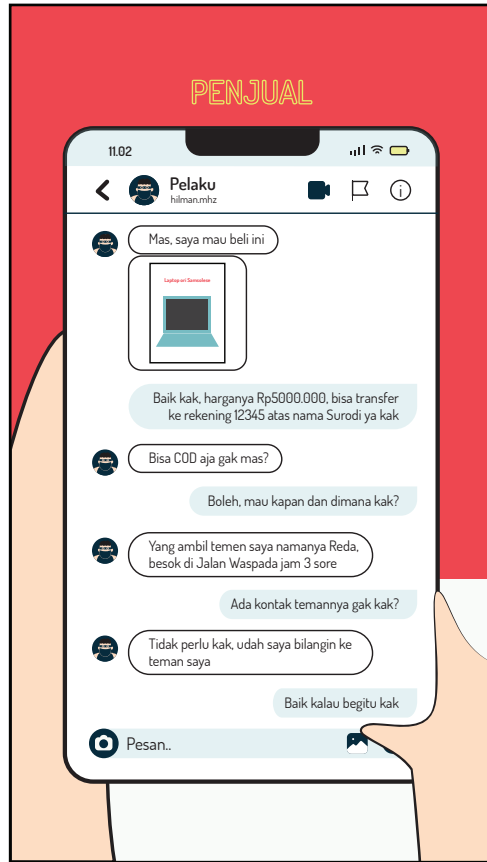 PENJUAL
11.02
Pelaku
hilman.mhz
Mas, saya mau beli ini
Laptop ori Samsulese
Baik kak, harganya Rp5000.000, bisa transfer
ke rekening 12345 atas nama Surodi ya kak
Bisa COD aja gak mas?
Boleh, mau kapan dan dimana kak?
Yang ambil temen saya namanya Reda,
besok di Jalan Waspada jam 3 sore
Ada kontak temannya gak kak?
Tidak perlu kak, udah saya bilangin ke
teman saya
Baik kalau begitu kak
Pesan..